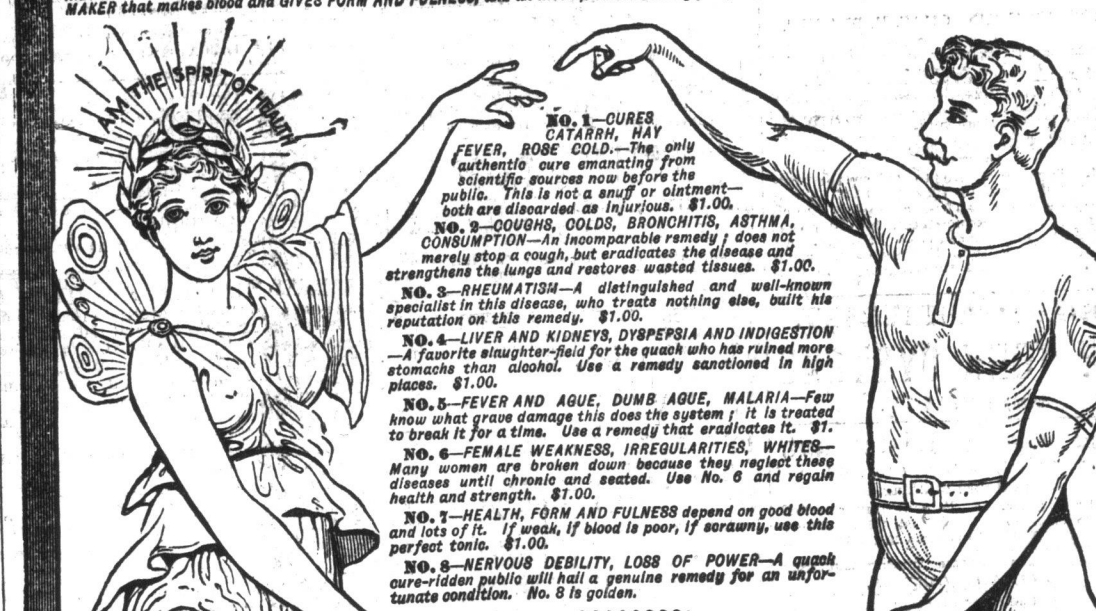 MAKER that makes blood and GIVES FORM AND FULNESS,
I AM THE SPIRIT OF HEALTH
NO. 1—CURES
CATARRH, HAY
FEVER, ROSE COLD.—The only
authentic cure emanating from
scientific sources now before the
public. This is not a snuff or ointment—
both are discarded as injurious. $1.00.
NO. 2—COUGHS, COLDS, BRONCHITIS, ASTHMA,
CONSUMPTION—An incomparable remedy; does not
merely stop a cough, but eradicates the disease and
strengthens the lungs and restores wasted tissues. $1.00.
NO. 3—RHEUMATISM—A distinguished and well-known
specialist in this disease, who treats nothing else, built his
reputation on this remedy. $1.00.
NO. 4—LIVER AND KIDNEYS, DYSPEPSIA AND INDIGESTION
—A favorite slaughter-field for the quack who has ruined more
stomachs than alcohol. Use a remedy sanctioned in high
places. $1.00.
NO. 5—FEVER AND AGUE, DUMB AGUE, MALARIA—Few
know what grave damage this does the system; it is treated
to break it for a time. Use a remedy that eradicates it. $1.
NO. 6—FEMALE WEAKNESS, IRREGULARITIES, WHITES—
Many women are broken down because they neglect these
diseases until chronic and seated. Use No. 6 and regain
health and strength. $1.00.
NO. 7—HEALTH, FORM AND FULNESS depend on good blood
and lots of it. If weak, if blood is poor, if scrawny, use this
perfect tonic. $1.00.
NO. 8—NERVOUS DEBILITY, LOSS OF POWER—A quack
cure-ridden public will hail a genuine remedy for an unfor-
tunate condition. No. 8 is golden.